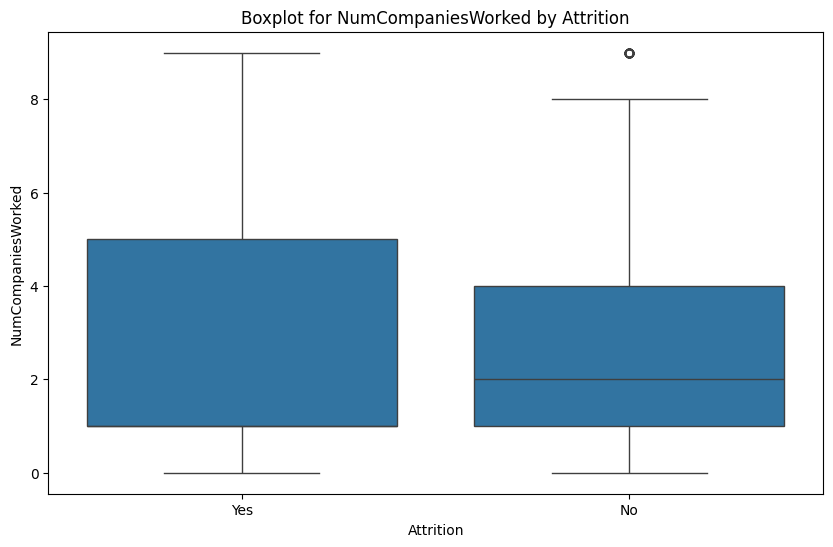 Boxplot for NumCompaniesWorked by Attrition
NumCompaniesWorked
8
6
4
2
0
Yes
No
Attrition